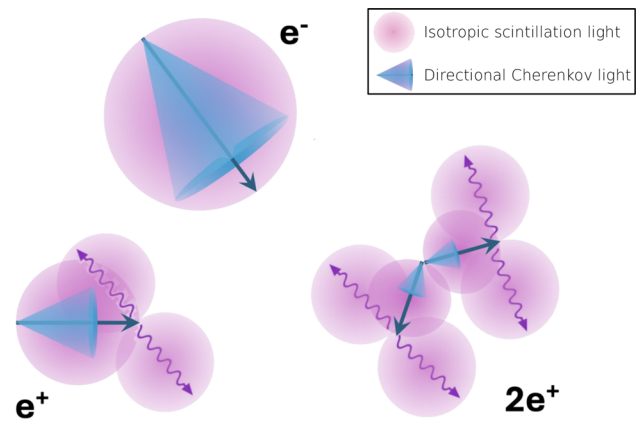 e-
Isotropic scintillation light
Directional Cherenkov light
e+
2e+